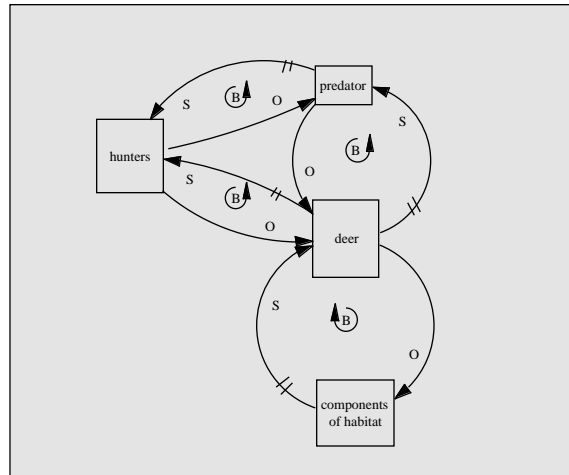 predator
B
S
O
S
hunters
B
O
S
B
O
deer
S
B
O
components
of habitat